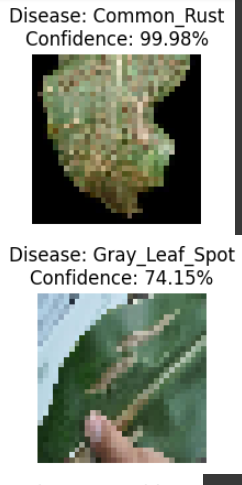 Disease: Common_Rust
Confidence: 99.98%
Disease: Gray_Leaf_Spot
Confidence: 74.15%